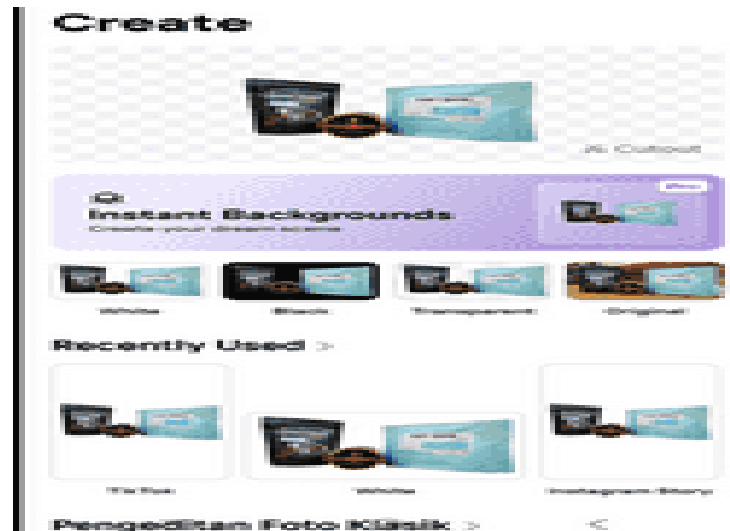 Create
Cutout
Pro
Instant Backgrounds
Create your dream scene
White
Black
Transparent
Original
Recently Used >
TikTok
White
Instagram Story
Pengeditan Foto Klasik >